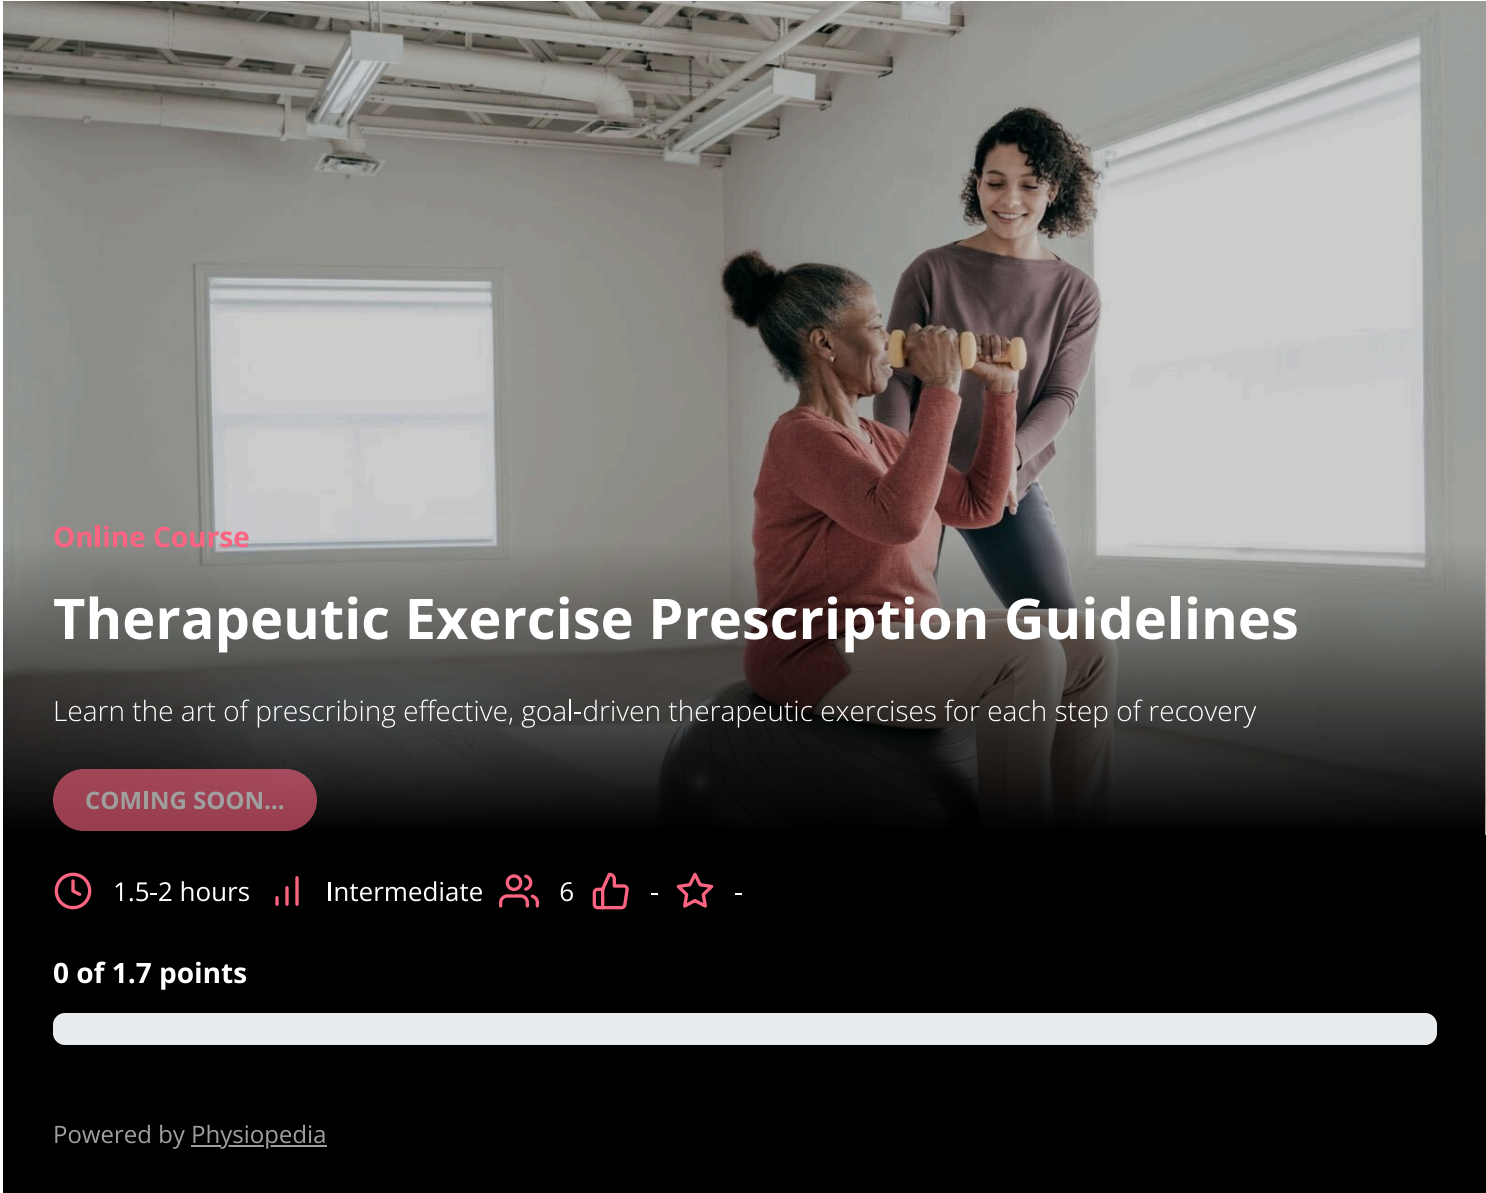 Online Course
Therapeutic Exercise Prescription Guidelines
Learn the art of prescribing effective, goal-driven therapeutic exercises for each step of recovery
COMING SOON...
1.5-2 hours Intermediate 6 - -
0 of 1.7 points
Powered by Physiopedia